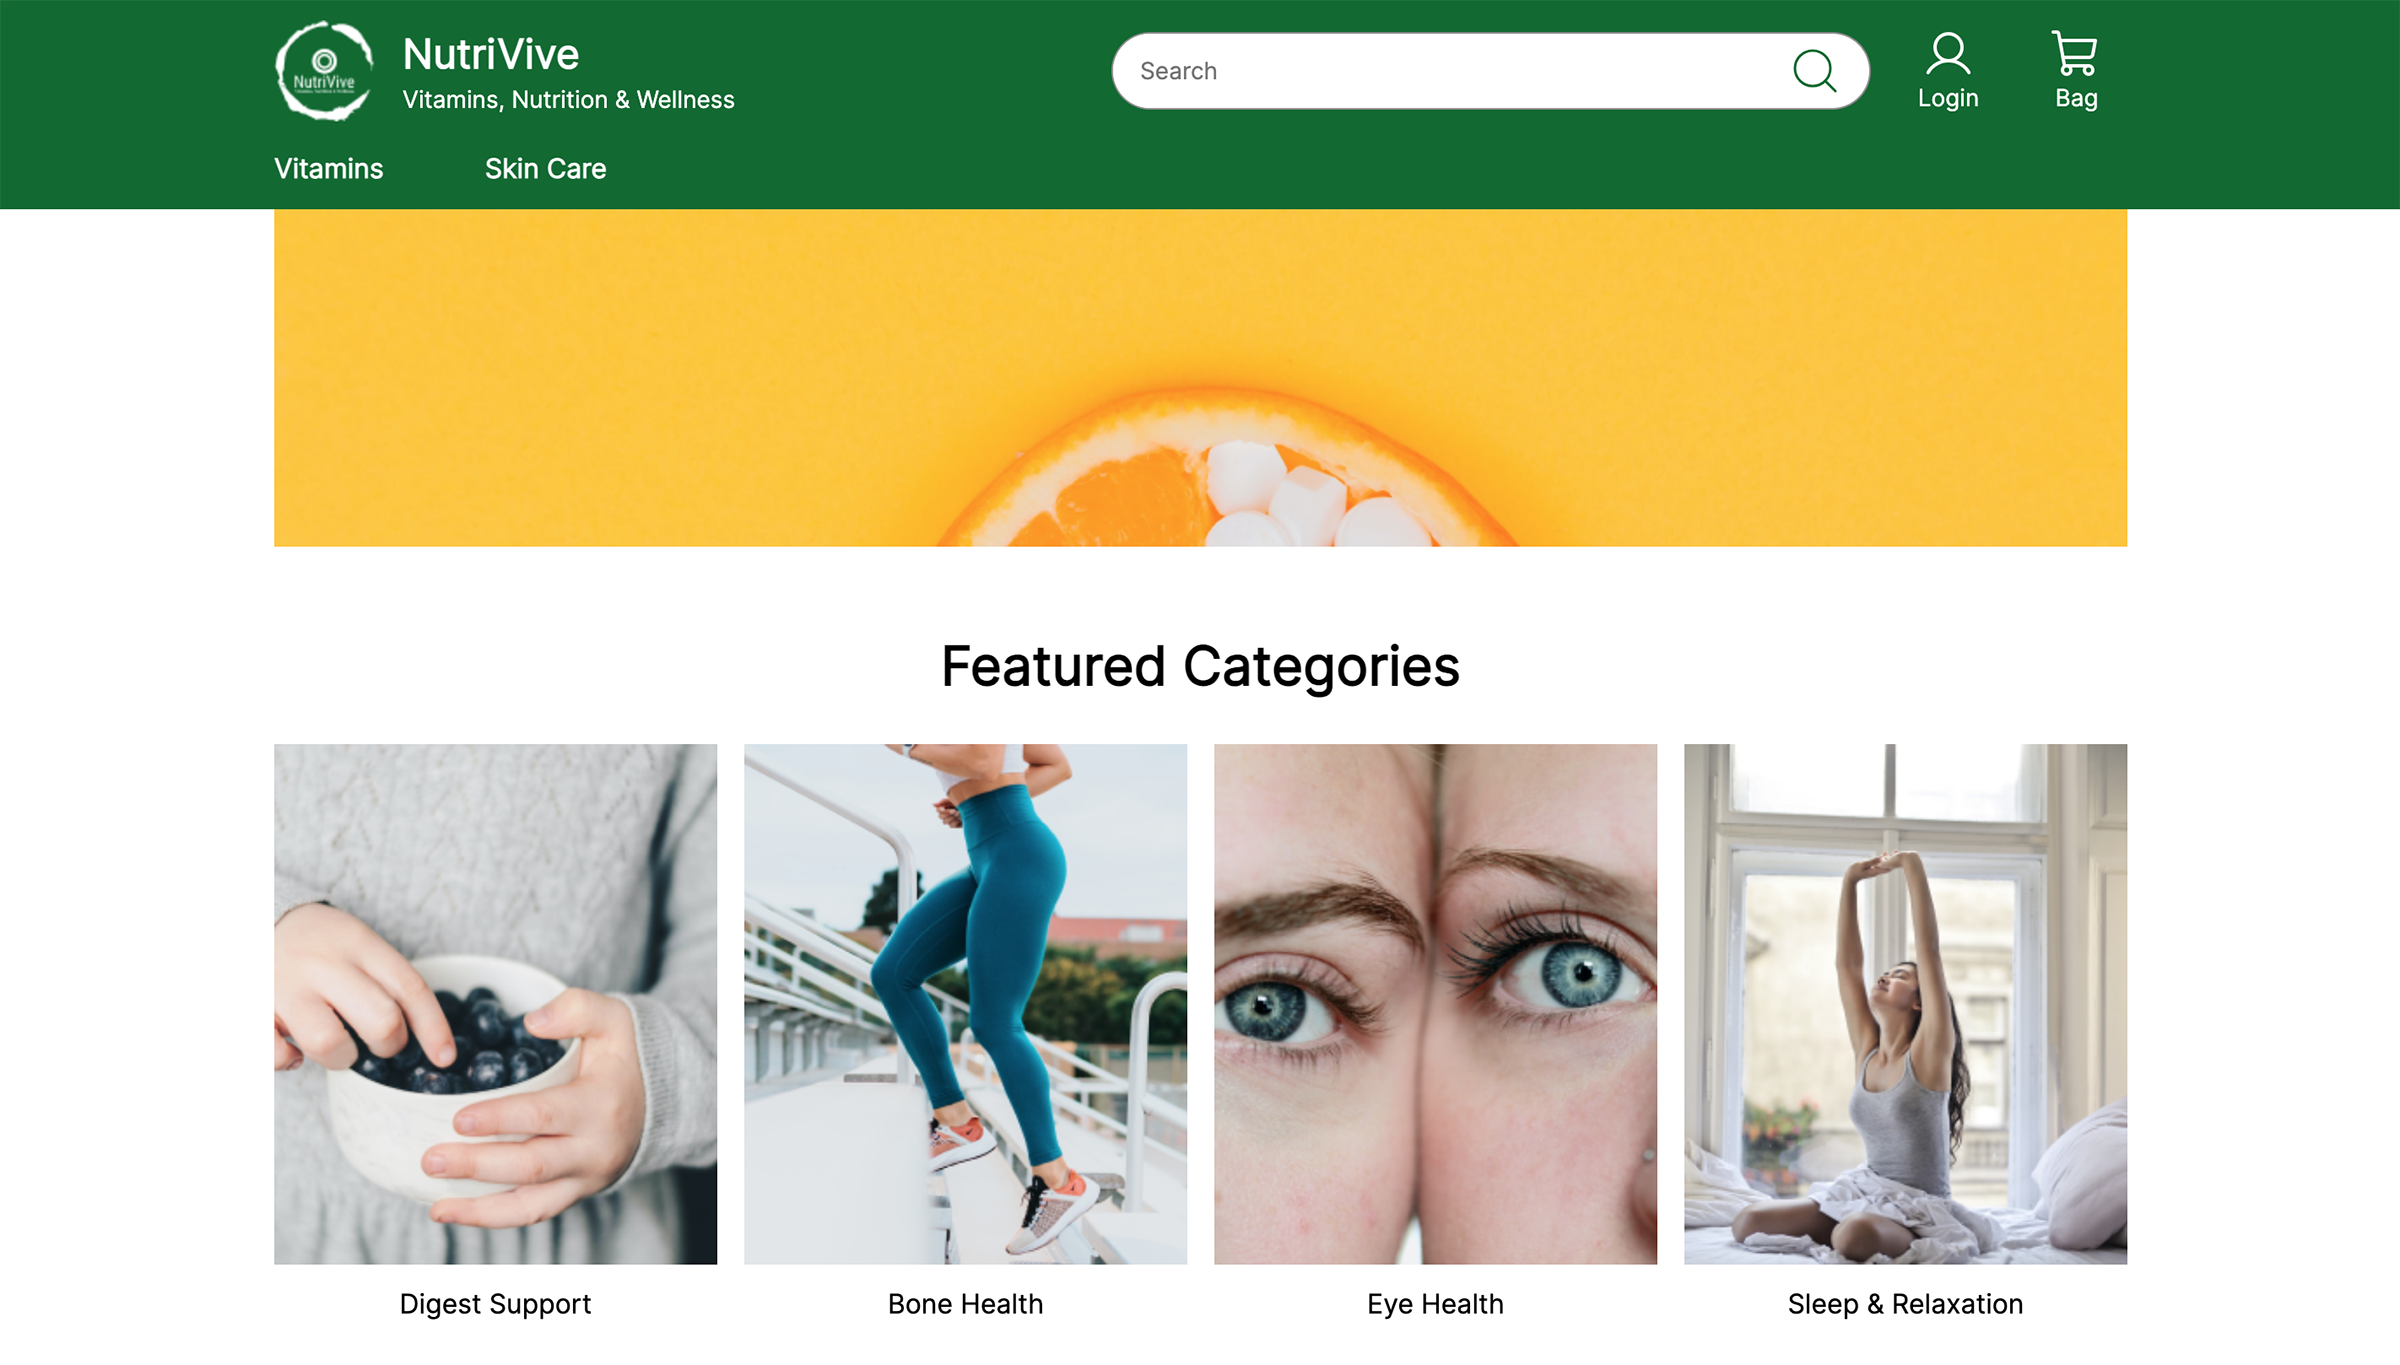 NutriVive
NutriVive
Vitamins, Nutrition & Wellness
Search
Login
Bag
Vitamins
Skin Care
Featured Categories
Digest Support
Bone Health
Eye Health
Sleep & Relaxation